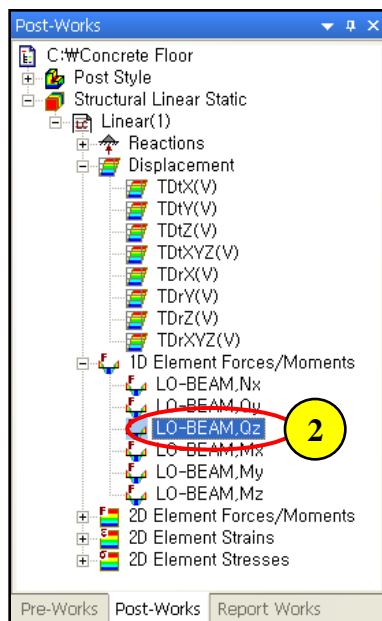 Post-Works
C:₩Concrete Floor
Post Style
Structural Linear Static
Linear(1)
Reactions
Displacement
TDtX(V)
TDtY(V)
TDtZ(V)
TDtXYZ(V)
TDrX(V)
TDrY(V)
TDrZ(V)
TDrXYZ(V)
1D Element Forces/Moments
LO-BEAM,Nx
LO-BEAM,Qy
LO-BEAM,Qz 2
LO-BEAM,Mx
LO-BEAM,My
LO-BEAM,Mz
2D Element Forces/Moments
2D Element Strains
2D Element Stresses
Pre-Works Post-Works Report Works